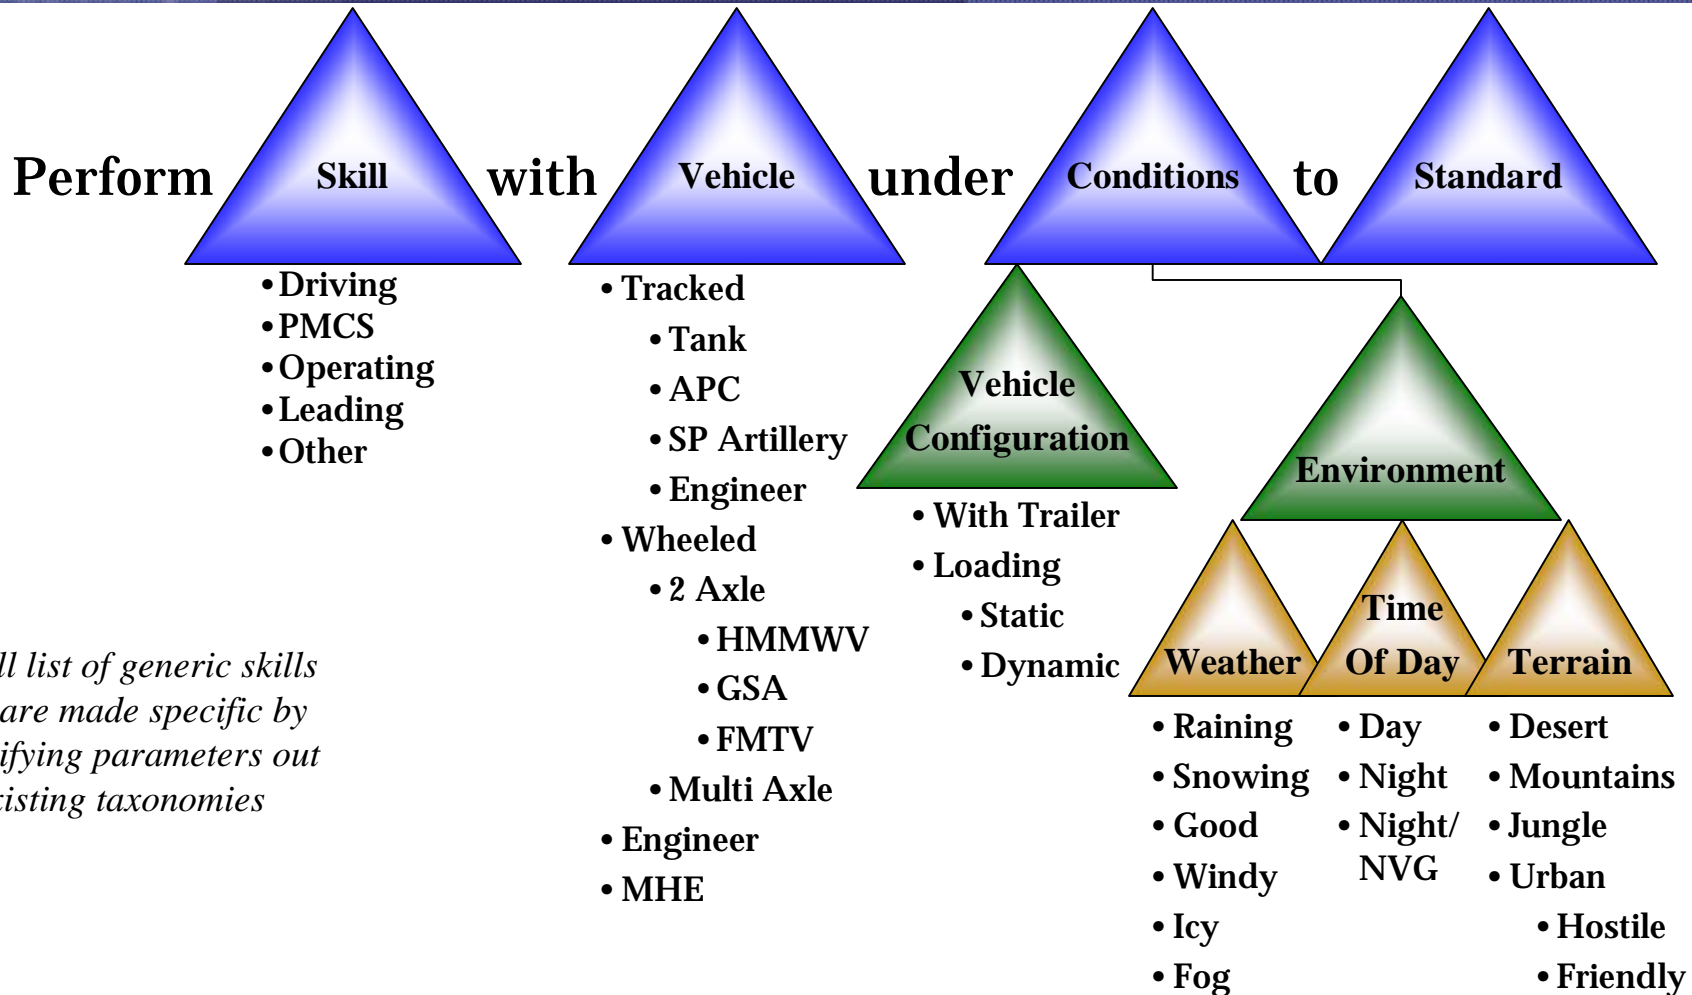 Perform Skill with Vehicle under Conditions to Standard
•Driving
•PMCS
•Operating
•Leading
•Other
• Tracked
• Tank
• APC
• SP Artillery
• Engineer
• Wheeled
• 2 Axle
• HMMWV
• GSA
• FMTV
• Multi Axle
• Engineer
• MHE
Vehicle
Configuration
• With Trailer
• Loading
• Static
• Dynamic
Environment
Weather
• Raining
• Snowing
• Good
• Windy
• Icy
• Fog
Time
Of Day
• Day
• Night
• Night/
NVG
Terrain
• Desert
• Mountains
• Jungle
• Urban
• Hostile
• Friendly
list of generic skills
are made specific by
parameters out
taxonomies